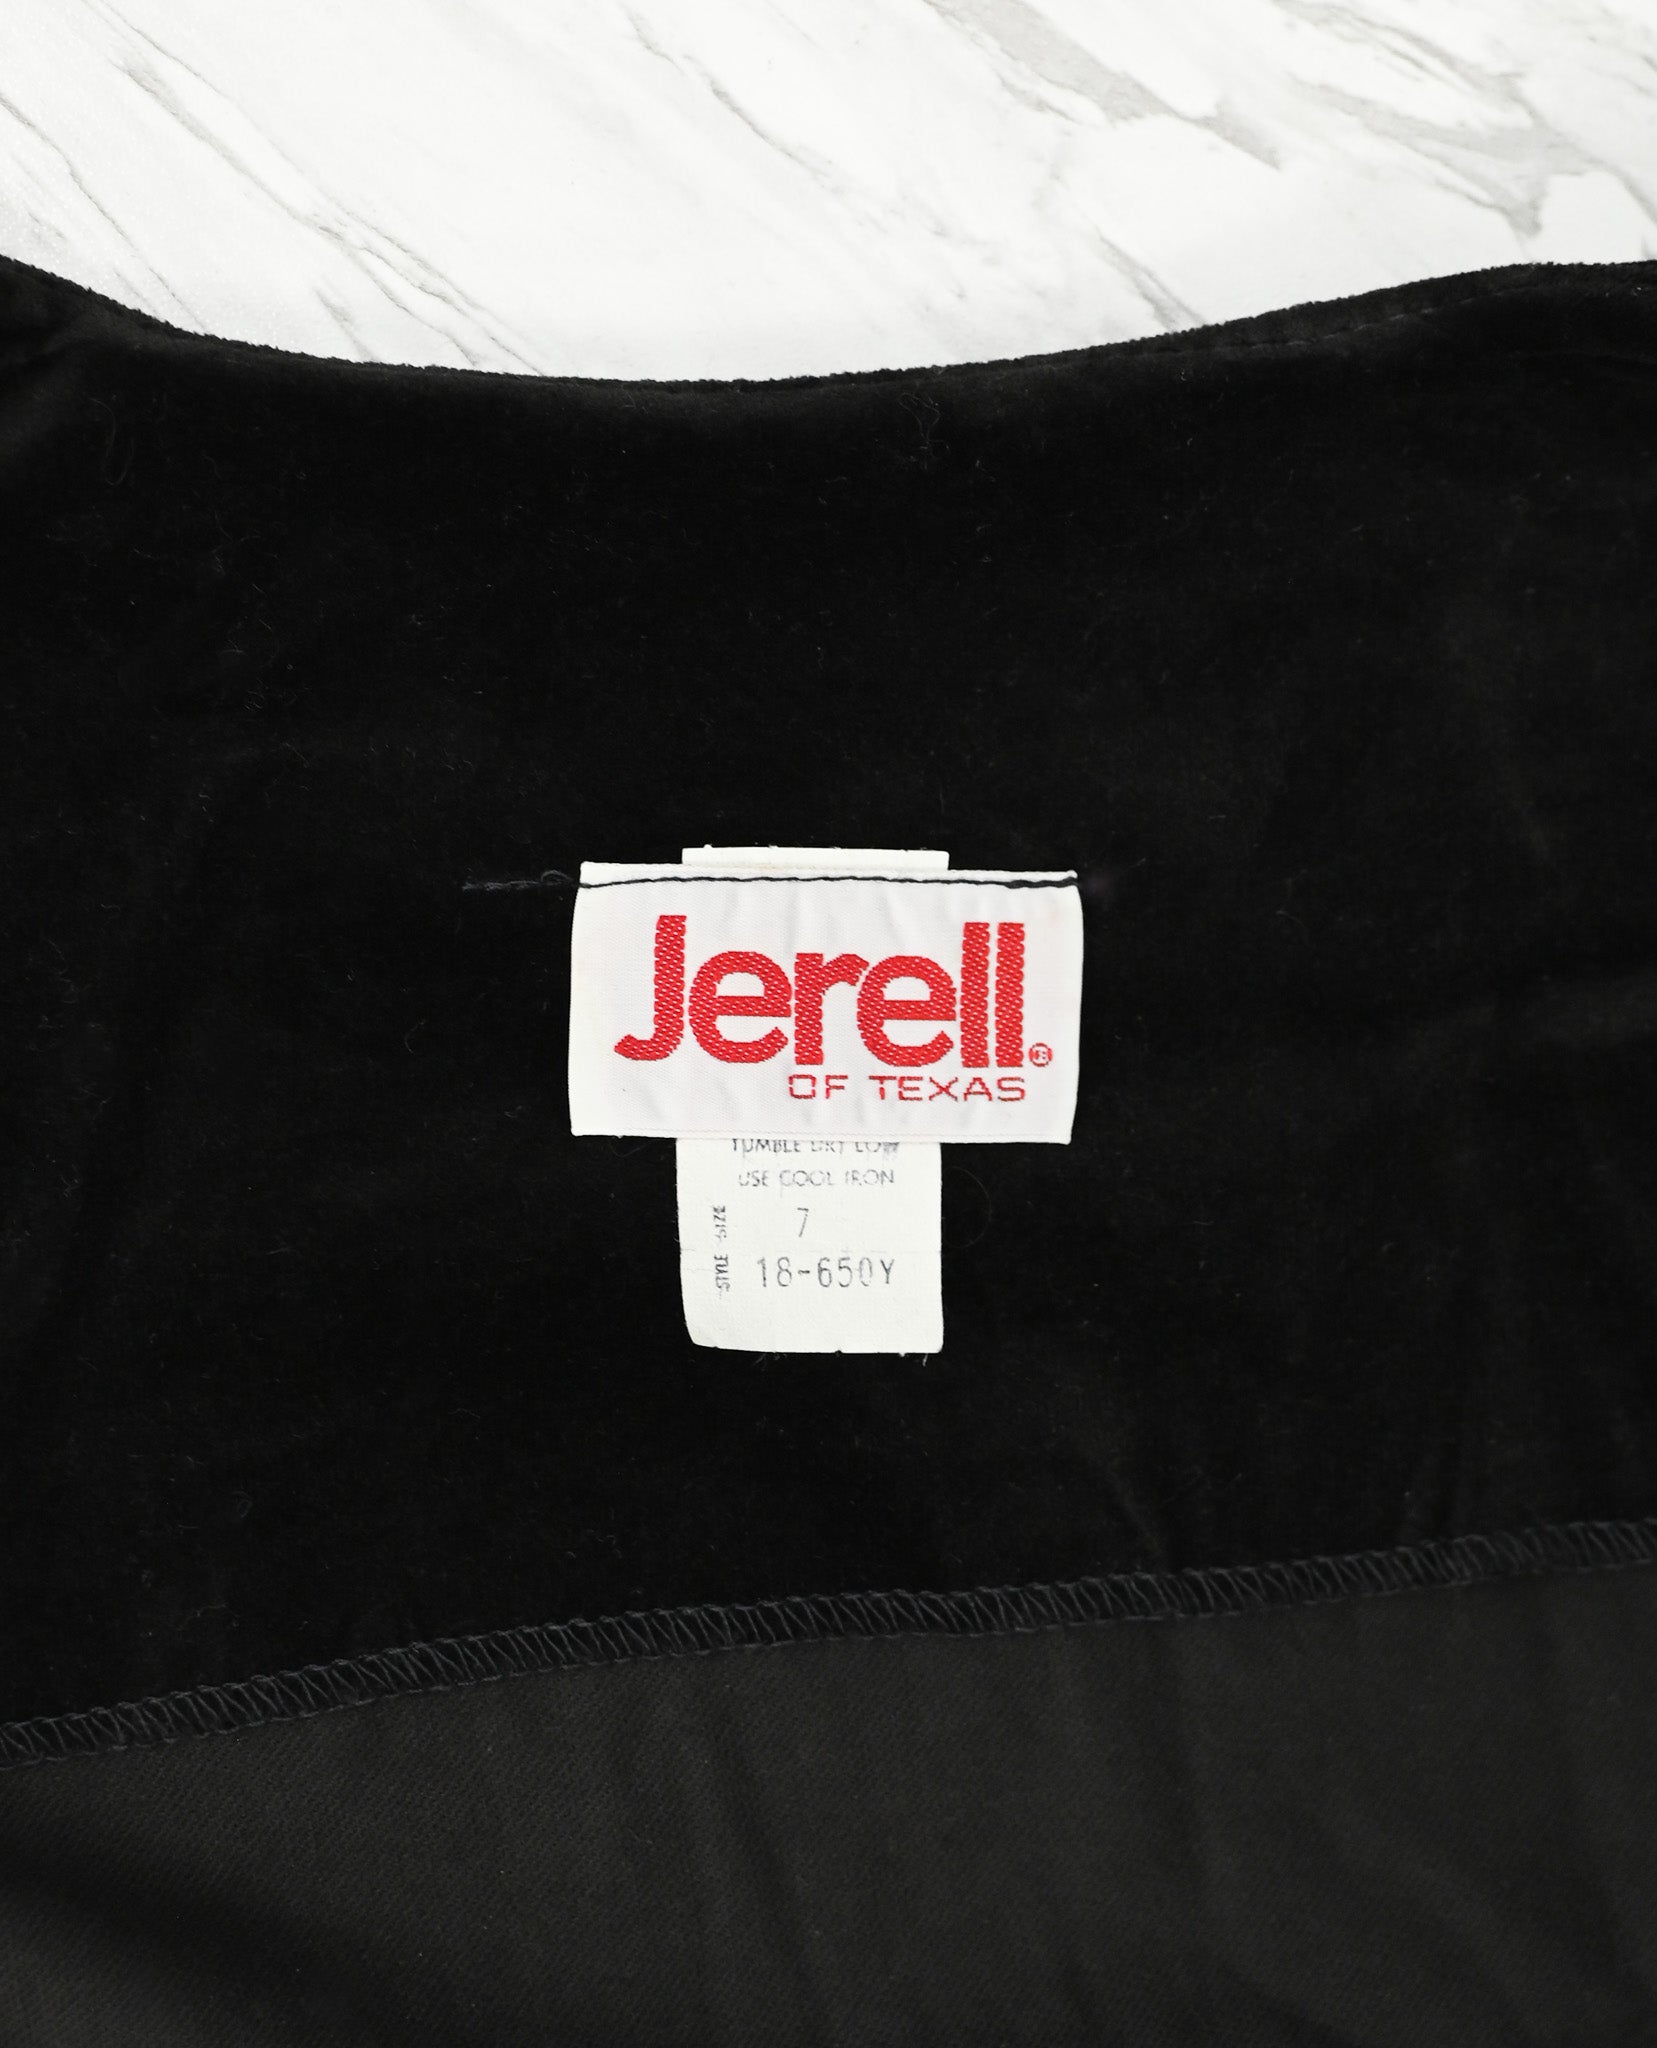 Jerell®
OF TEXAS
TUMBLE DRY LOW
USE COOL IRON
SIZE 7
STYLE 18-650Y